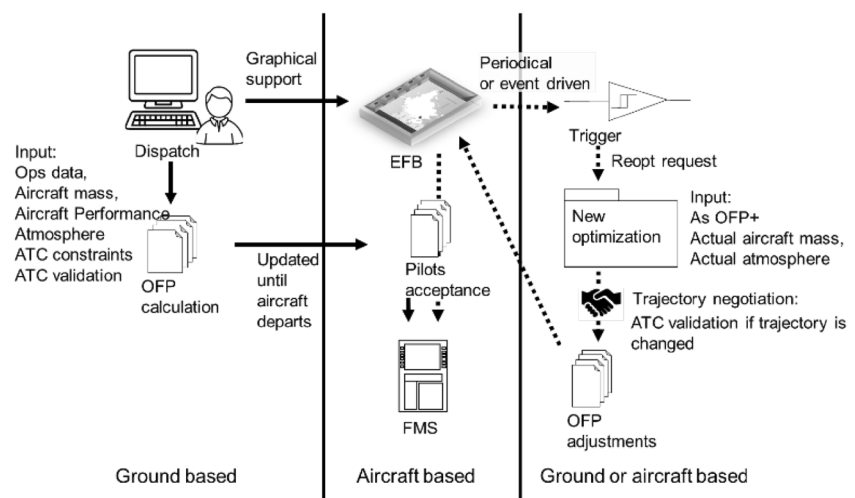 Graphical
support
Dispatch
Input:
Ops data,
Aircraft mass,
Aircraft Performance
Atmosphere
ATC constraints
ATC validation
OFP
calculation
Updated
until
aircraft
departs
Ground based
EFB
Pilots
acceptance
FMS
Aircraft based
Periodical
or event driven
Trigger
Reopt request
New
optimization
Input:
As OFP+
Actual aircraft mass,
Actual atmosphere
Trajectory negotiation:
ATC validation if trajectory is
changed
OFP
adjustments
Ground or aircraft based